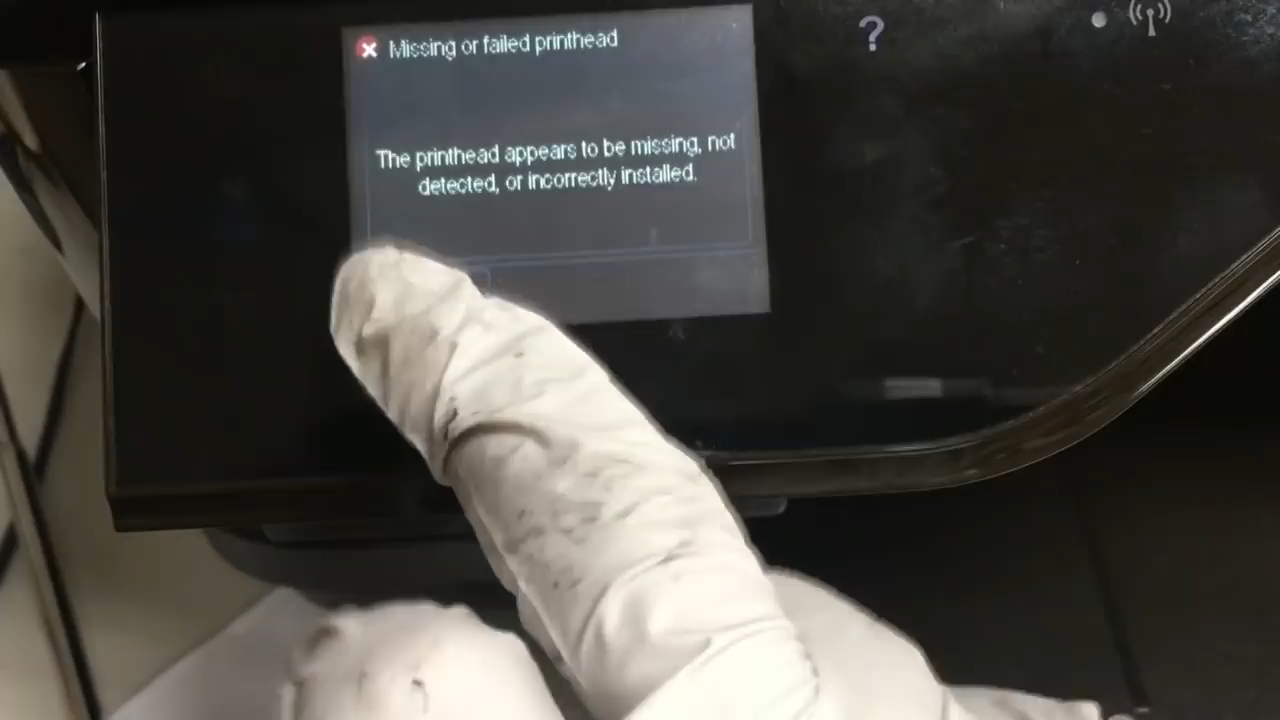 Missing or failed printhead
?
The printhead appears to be missing, not
detected, or incorrectly installed.